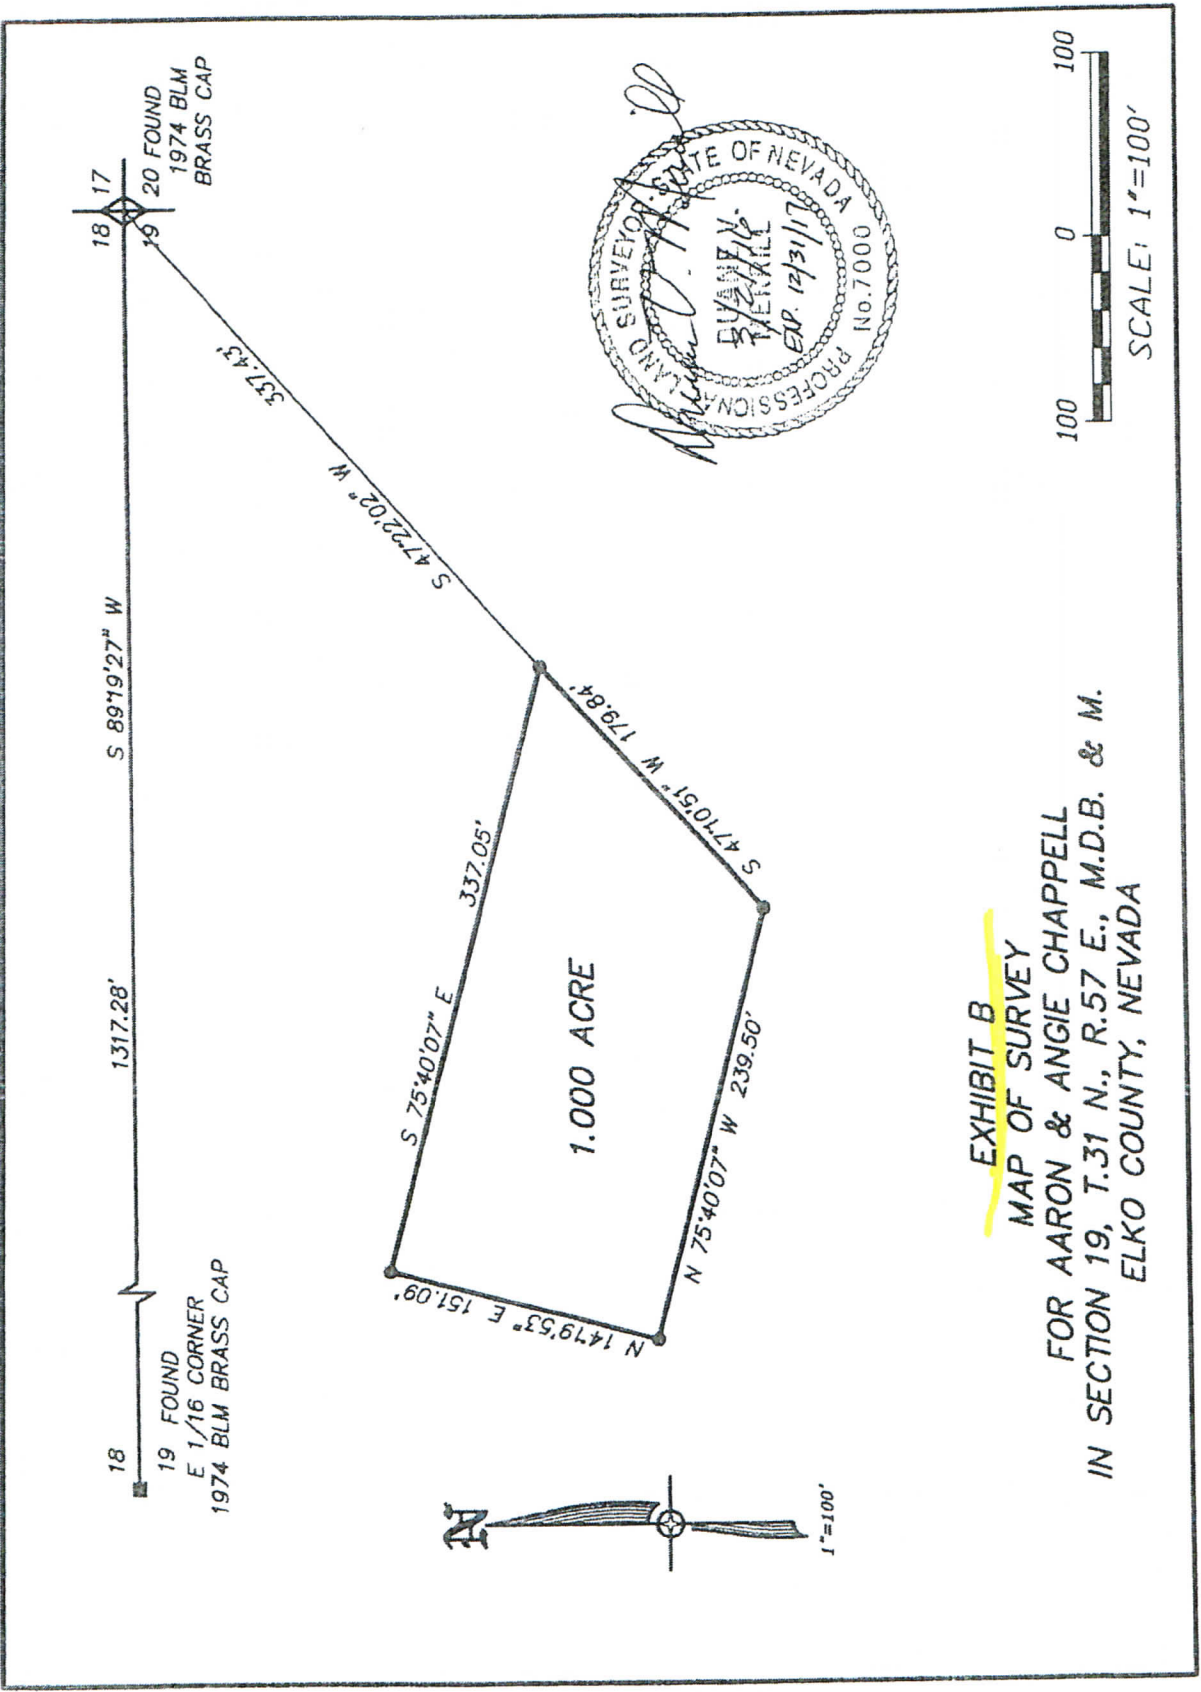 18
19 FOUND
E 1/16 CORNER
1974 BLM BRASS CAP
1317.28'
S 89°19'27" W
18 17
19 20 FOUND
1974 BLM
BRASS CAP
337.43'
S 47°22'02" W
S 75°40'07" E 337.05'
S 47°10'51" W 179.84'
N 14°19'53" E 151.09'
1.000 ACRE
N 75°40'07" W 239.50'
N
1"=100'
PROFESSIONAL LAND SURVEYOR STATE OF NEVADA
DUANE V.
MERRILL
EXP. 12/31/17
No.7000
EXHIBIT B
MAP OF SURVEY
FOR AARON & ANGIE CHAPPELL
IN SECTION 19, T.31 N., R.57 E., M.D.B. & M.
ELKO COUNTY, NEVADA
100 0 100
SCALE: 1"=100'